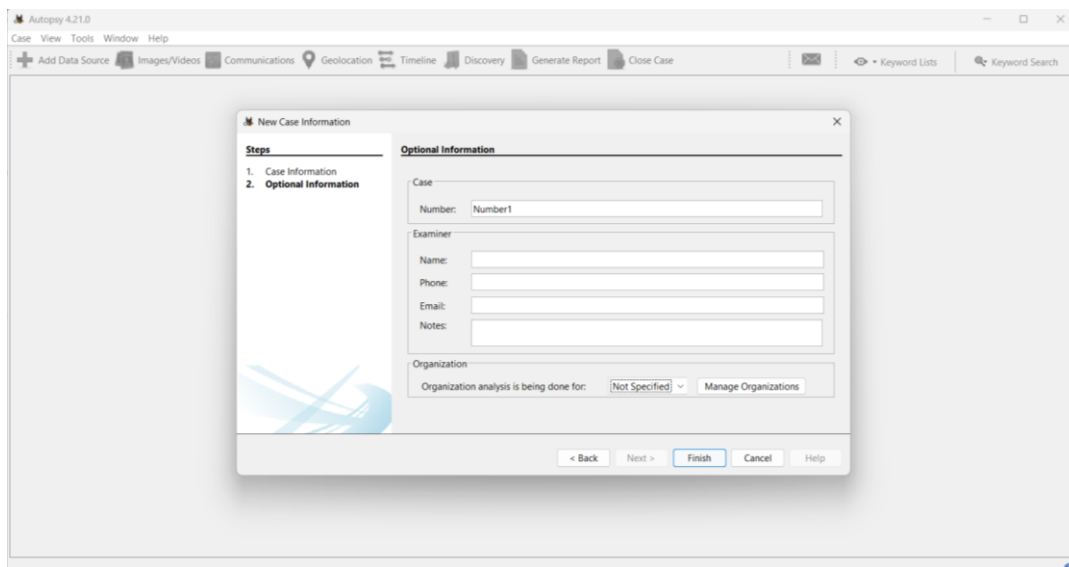 Autopsy 4.21.0
Case View Tools Window Help
Add Data Source Images/Videos Communications Geolocation Timeline Discovery Generate Report Close Case Keyword Lists Keyword Search
New Case Information
Steps
1. Case Information
2. Optional Information
Optional Information
Case
Number: Number1
Examiner
Name:
Phone:
Email:
Notes:
Organization
Organization analysis is being done for: Not Specified Manage Organizations
< Back Next > Finish Cancel Help